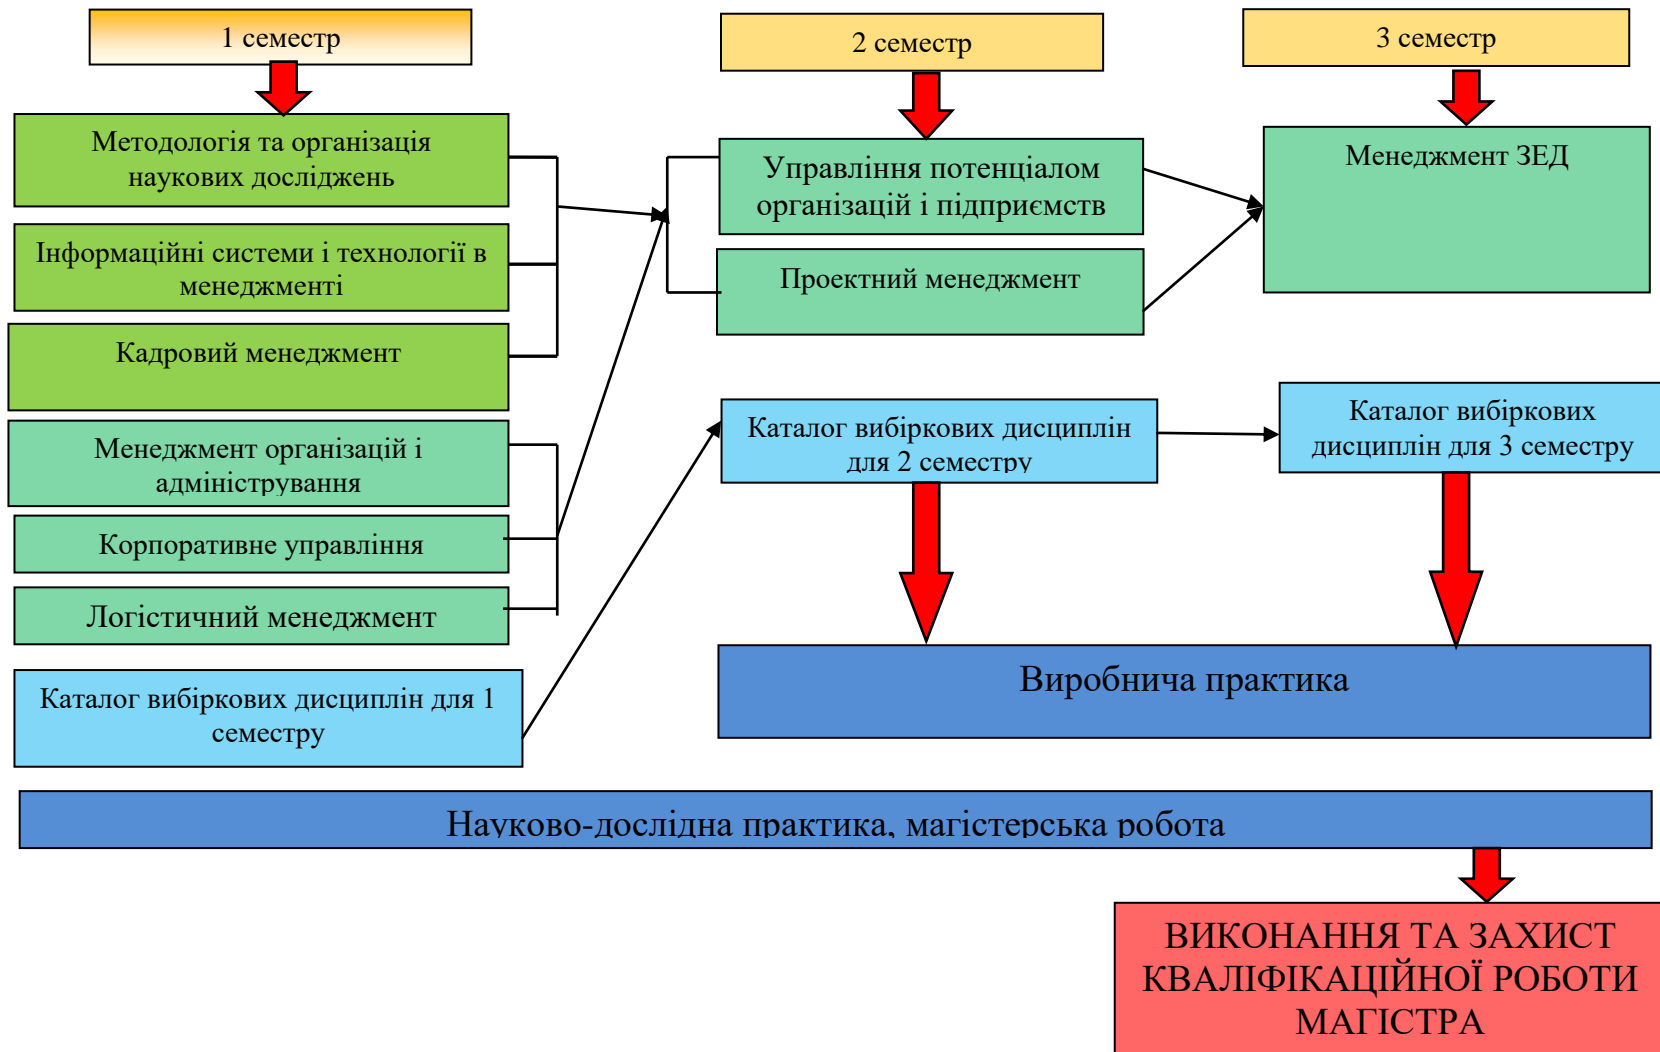 1 семестр
2 семестр
3 семестр
Методологія та організація
наукових досліджень
Інформаційні системи і технології в
менеджменті
Кадровий менеджмент
Менеджмент організацій і
адміністрування
Корпоративне управління
Логістичний менеджмент
Каталог вибіркових дисциплін для 1
семестру
Управління потенціалом
організацій і підприємств
Проектний менеджмент
Каталог вибіркових дисциплін
для 2 семестру
Менеджмент ЗЕД
Каталог вибіркових
дисциплін для 3 семестру
Виробнича практика
Науково-дослідна практика, магістерська робота
ВИКОНАННЯ ТА ЗАХИСТ
КВАЛІФІКАЦІЙНОЇ РОБОТИ
МАГІСТРА